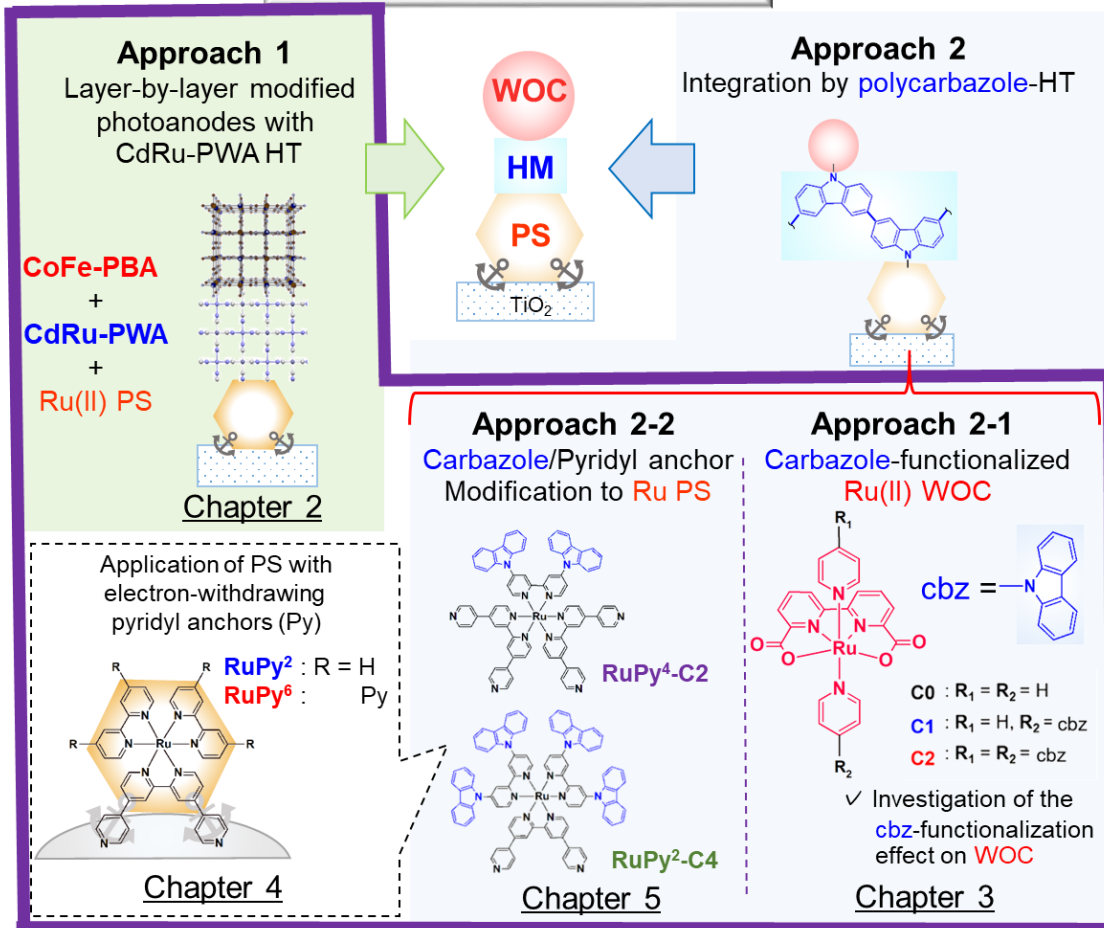 Approach 1
Layer-by-layer modified
photoanodes with
CdRu-PWA HT
CoFe-PBA
+
CdRu-PWA
+
Ru(II) PS
Chapter 2
WOC
HM
PS
TiO₂
Approach 2
Integration by polycarbazole-HT
N
N
Approach 2-2
Carbazole/Pyridyl anchor
Modification to Ru PS
N N
N N
N N Ru N N
N N
N N
RuPy⁴-C2
N N
N N
N N Ru N N
N N
N N
RuPy²-C4
Chapter 5
Approach 2-1
Carbazole-functionalized
Ru(II) WOC
R₁
N
N N
O O
Ru
O O
N
R₂
cbz = N
C0 : R₁ = R₂ = H
C1 : R₁ = H, R₂ = cbz
C2 : R₁ = R₂ = cbz
✓ Investigation of the
cbz-functionalization
effect on WOC
Chapter 3
Application of PS with
electron-withdrawing
pyridyl anchors (Py)
RuPy² : R = H
RuPy⁶ : Py
R R
N N
R N Ru N R
N N
N N
Chapter 4